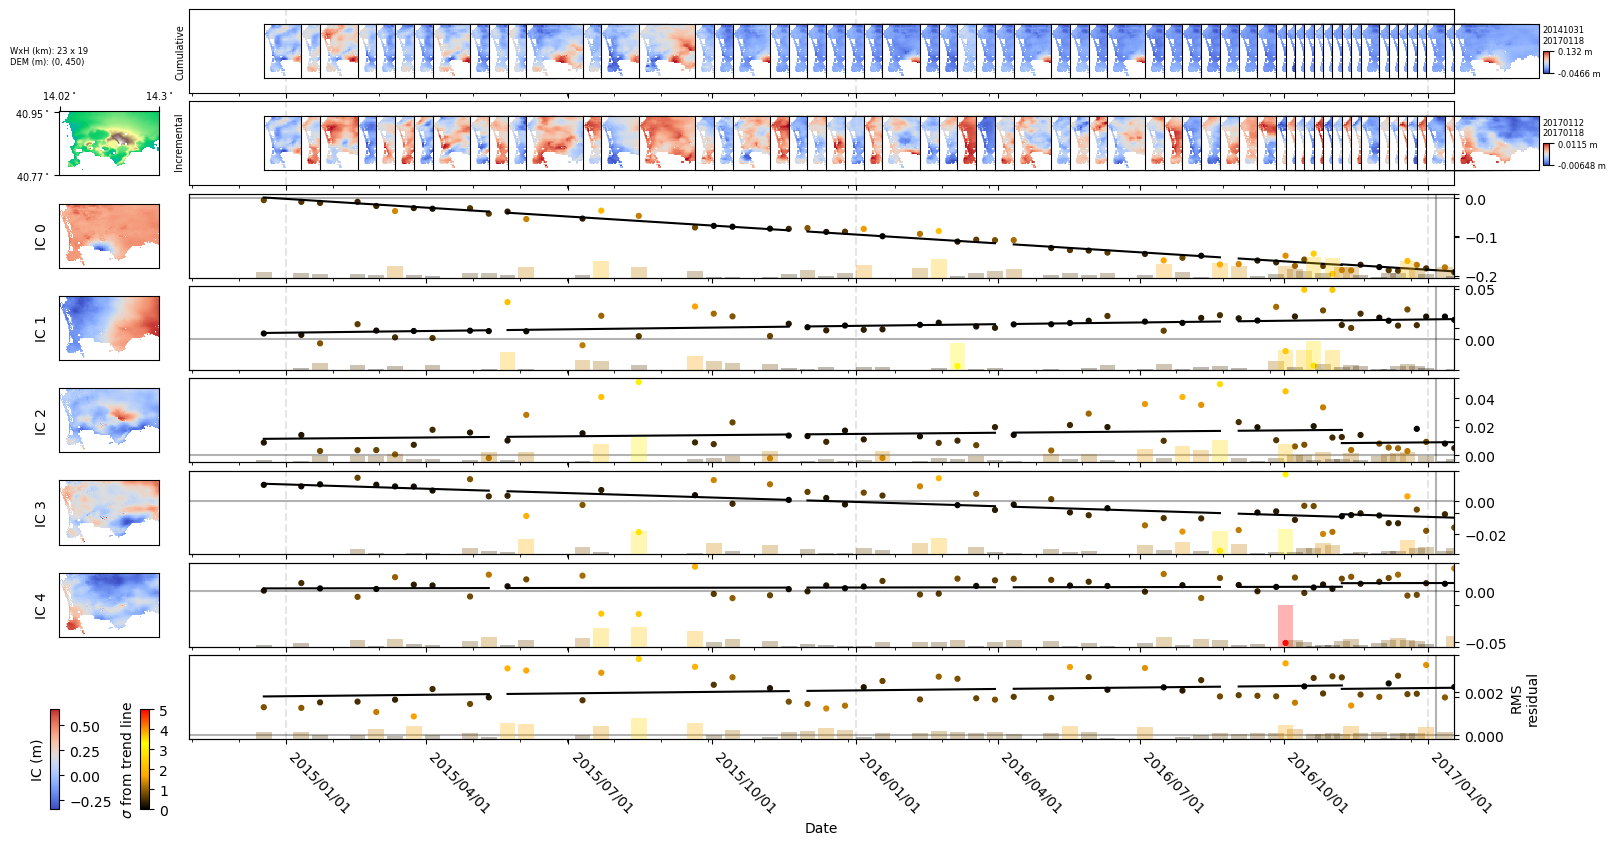 WxH (km): 23 x 19
DEM (m): (0, 450)
Cumulative
20141031
20170118
0.132 m
-0.0466 m
14.02°
14.3°
40.95°
40.77°
Incremental
20170112
20170118
0.0115 m
-0.00648 m
IC 0
0.0
−0.1
−0.2
IC 1
0.05
0.00
IC 2
0.04
0.02
0.00
IC 3
0.00
−0.02
IC 4
0.00
−0.05
0.002
0.000
RMS
residual
IC (m)
0.50
0.25
0.00
−0.25
σ from trend line
5
4
3
2
1
0
2015/01/01
2015/04/01
2015/07/01
2015/10/01
2016/01/01
2016/04/01
2016/07/01
2016/10/01
2017/01/01
Date